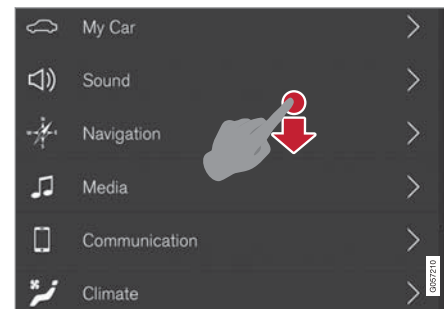 My Car
Sound
Navigation
Media
Communication
Climate
G057210